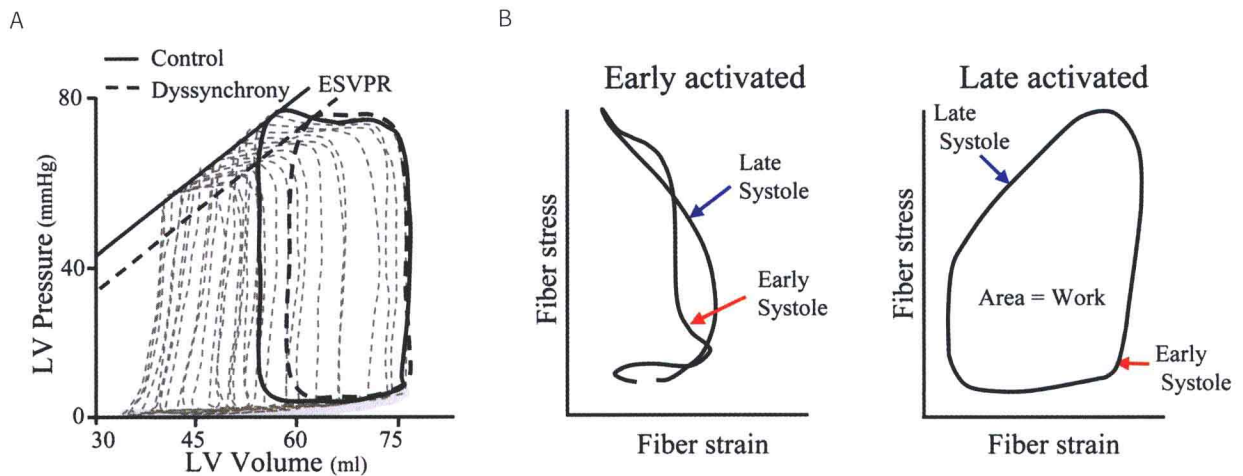 A
Control
Dyssynchrony
ESVPR
80
40
0
LV Pressure (mmHg)
30
45
60
75
LV Volume (ml)
B
Early activated
Late
Systole
Early
Systole
Fiber stress
Fiber strain
Late activated
Late
Systole
Area = Work
Early
Systole
Fiber stress
Fiber strain